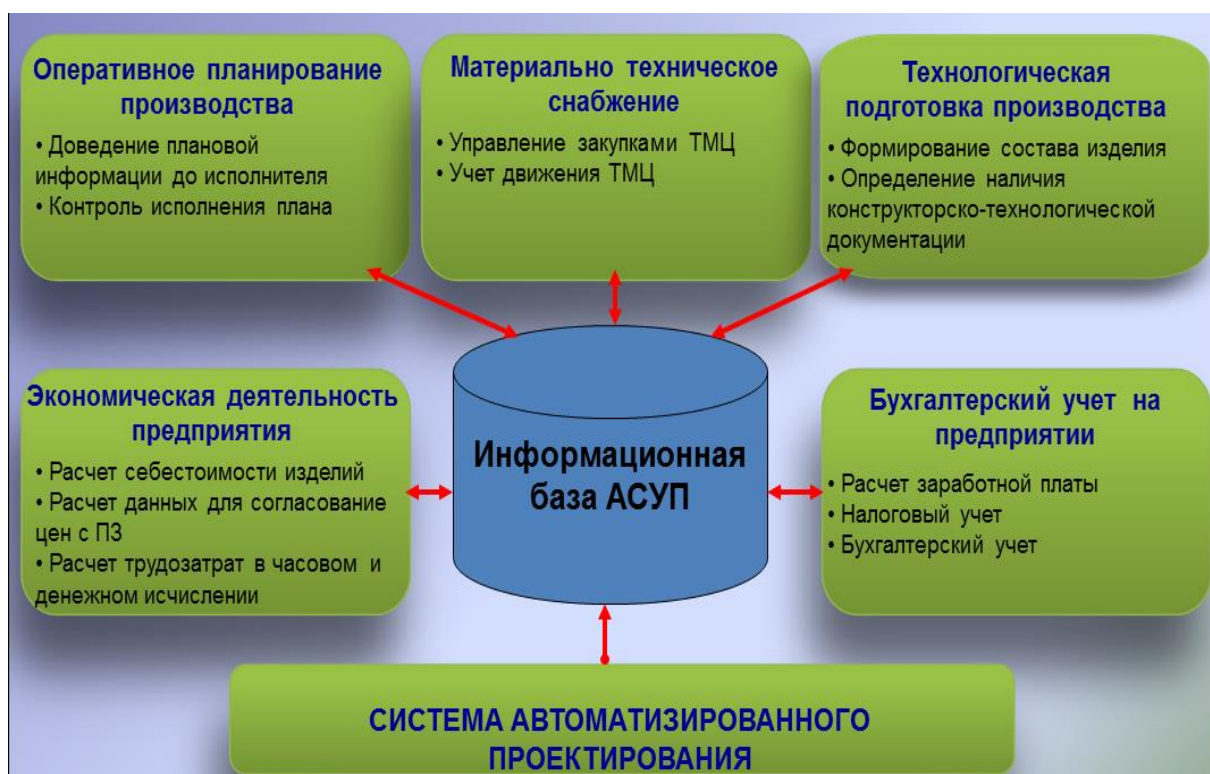 Оперативное планирование
производства
• Доведение плановой
информации до исполнителя
• Контроль исполнения плана
Материально техническое
снабжение
• Управление закупками ТМЦ
• Учет движения ТМЦ
Технологическая
подготовка производства
• Формирование состава изделия
• Определение наличия
конструкторско-технологической
документации
Экономическая деятельность
предприятия
• Расчет себестоимости изделий
• Расчет данных для согласование
цен с ПЗ
• Расчет трудозатрат в часовом и
денежном исчислении
Информационная
база АСУП
Бухгалтерский учет на
предприятии
• Расчет заработной платы
• Налоговый учет
• Бухгалтерский учет
СИСТЕМА АВТОМАТИЗИРОВАННОГО
ПРОЕКТИРОВАНИЯ